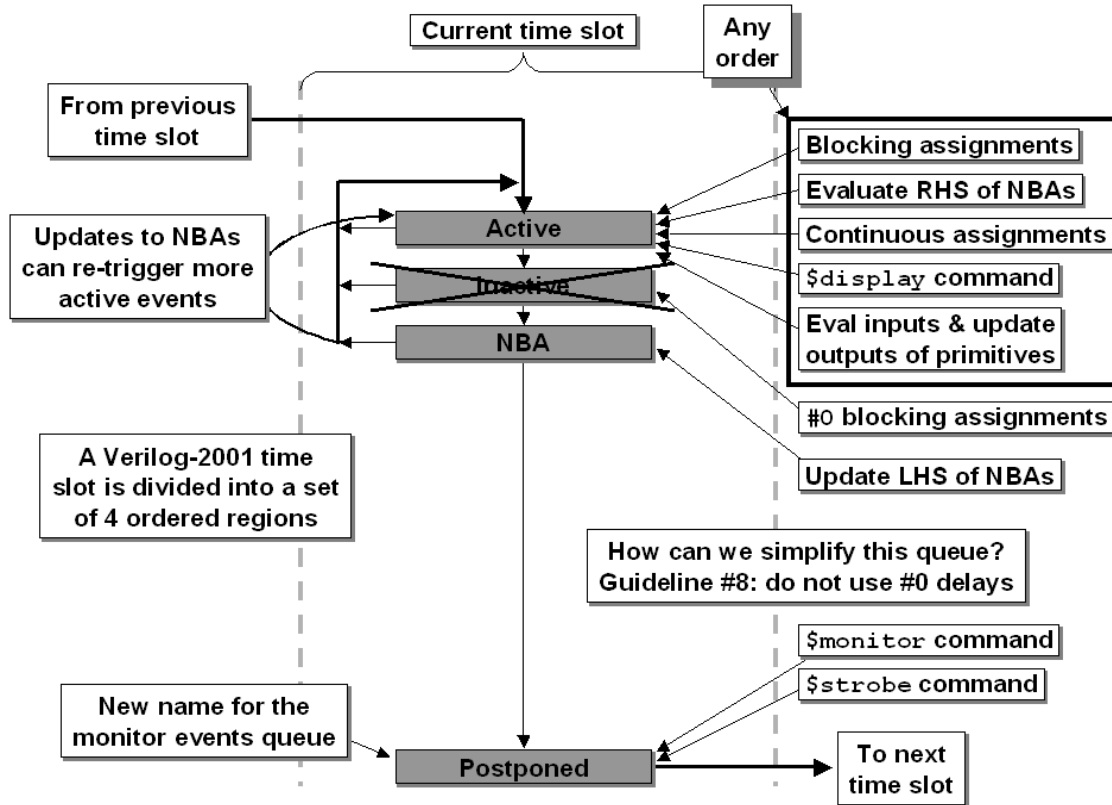 Current time slot
Any
order
From previous
time slot
Blocking assignments
Evaluate RHS of NBAs
Continuous assignments
$display command
Eval inputs & update
outputs of primitives
Active
Inactive
NBA
Updates to NBAs
can re-trigger more
active events
#0 blocking assignments
Update LHS of NBAs
A Verilog-2001 time
slot is divided into a set
of 4 ordered regions
How can we simplify this queue?
Guideline #8: do not use #0 delays
$monitor command
$strobe command
New name for the
monitor events queue
Postponed
To next
time slot